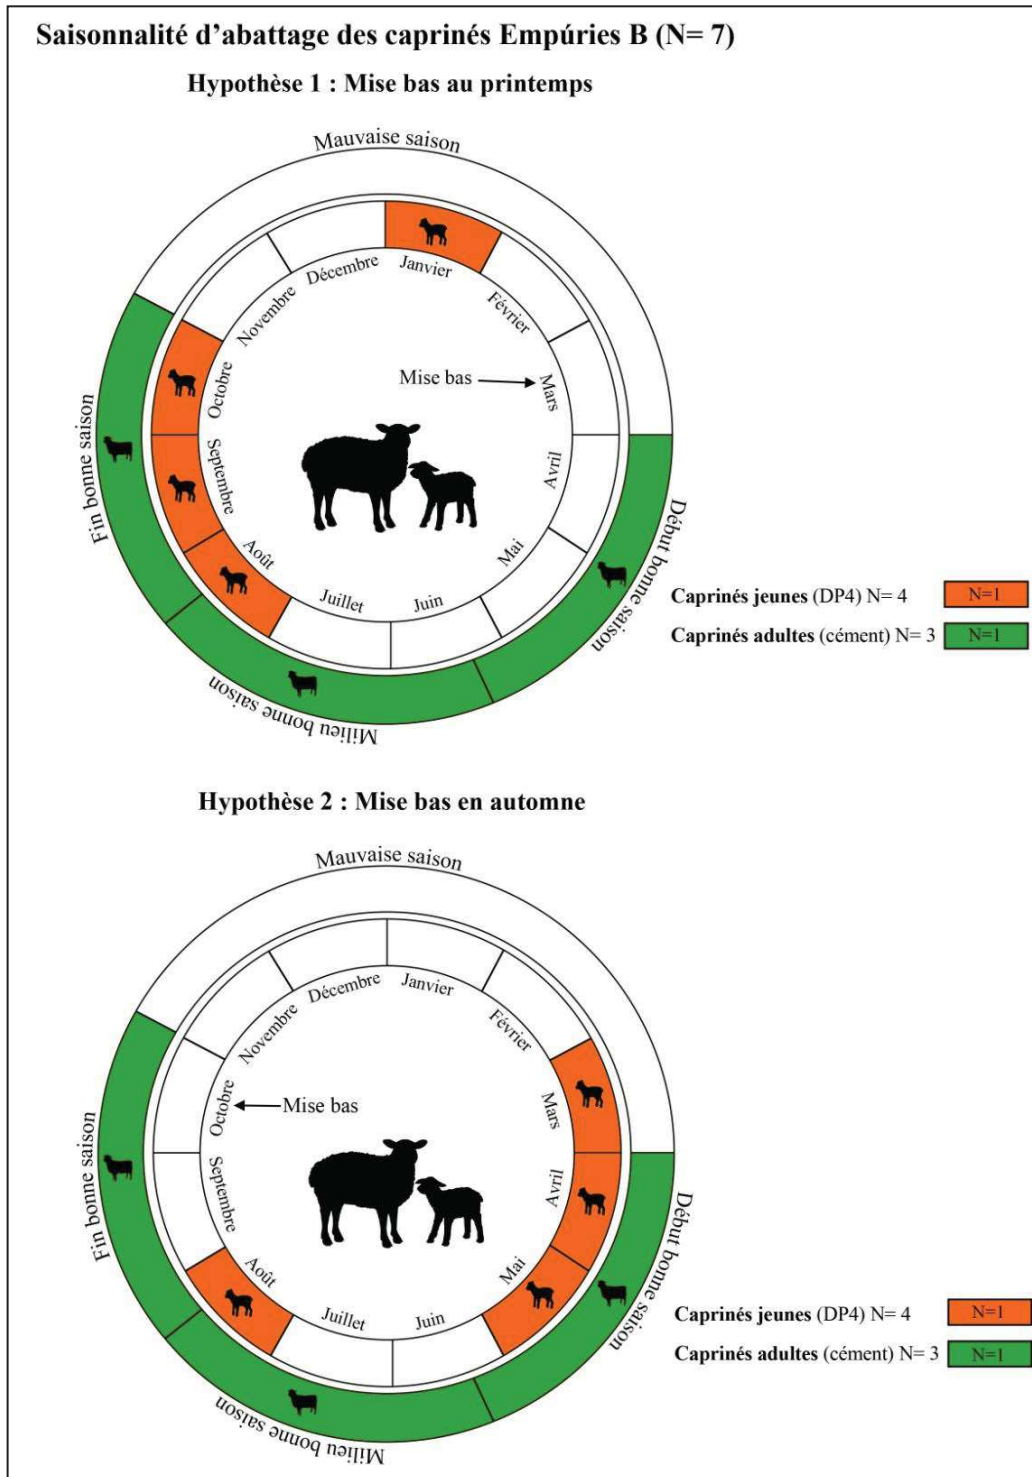 Saisonnalité d’abattage des caprinés Empúries B (N= 7)
Hypothèse 1 : Mise bas au printemps
Mauvaise saison
Décembre
Janvier
Novembre
Février
Octobre
Mise bas
Mars
Septembre
Avril
Fin bonne saison
Août
Mai
Juillet
Juin
Début bonne saison
Milieu bonne saison
Caprinés jeunes (DP4) N= 4
N=1
Caprinés adultes (cément) N= 3
N=1
Hypothèse 2 : Mise bas en automne
Mauvaise saison
Décembre
Janvier
Novembre
Février
Octobre
Mise bas
Mars
Septembre
Avril
Fin bonne saison
Août
Mai
Juillet
Juin
Début bonne saison
Milieu bonne saison
Caprinés jeunes (DP4) N= 4
N=1
Caprinés adultes (cément) N= 3
N=1